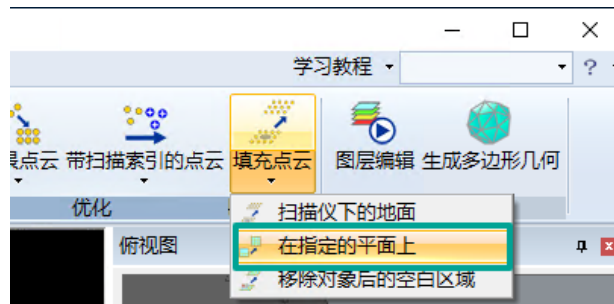 学习教程
?
点云 带扫描索引的点云 填充点云 图层编辑 生成多边形几何
优化
扫描仪下的地面
俯视图
在指定的平面上
移除对象后的空白区域